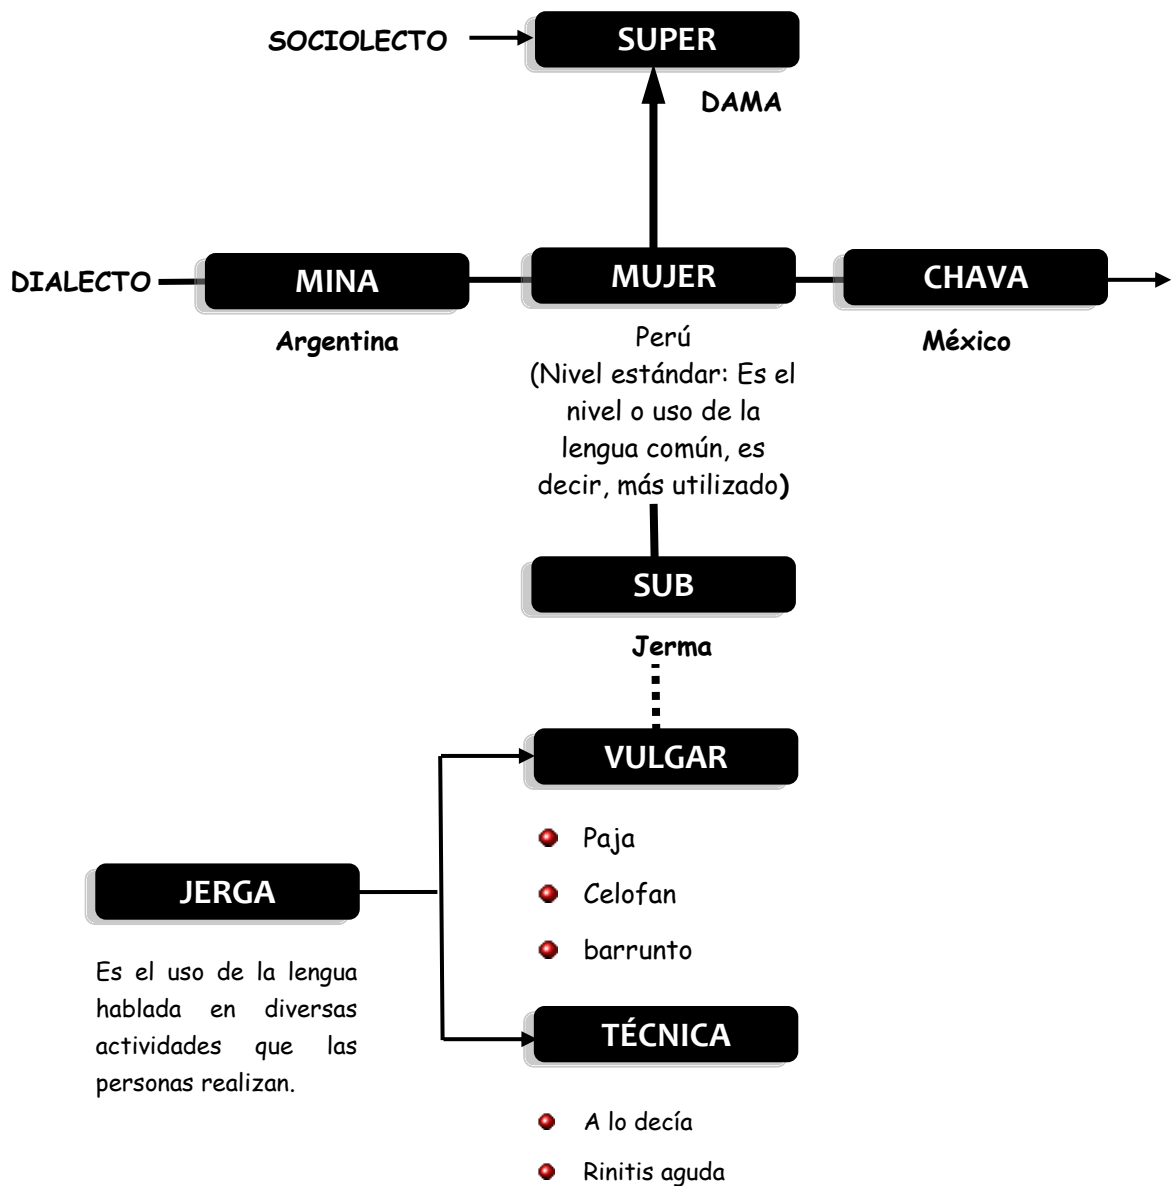 SOCIOLECTO
SUPER
DAMA
DIALECTO
MINA
MUJER
CHAVA
Argentina
Perú
México
(Nivel estándar: Es el
nivel o uso de la
lengua común, es
decir, más utilizado)
SUB
Jerma
VULGAR
Paja
Celofan
barrunto
JERGA
Es el uso de la lengua
hablada en diversas
actividades que las
personas realizan.
TÉCNICA
A lo decía
Rinitis aguda